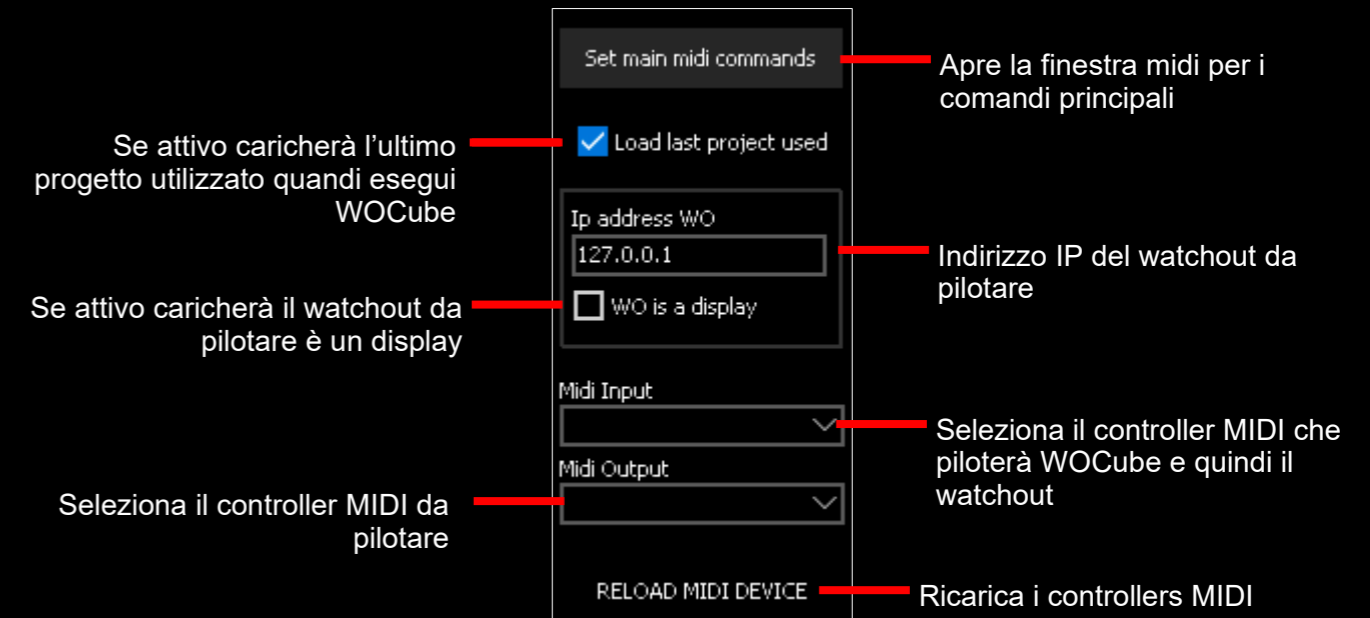 Set main midi commands
Apre la finestra midi per i
comandi principali
Se attivo caricherà l’ultimo
progetto utilizzato quandi esegui
WOCube
Load last project used
Ip address WO
127.0.0.1
Indirizzo IP del watchout da
pilotare
Se attivo caricherà il watchout da
pilotare è un display
WO is a display
Midi Input
Seleziona il controller MIDI che
piloterà WOCube e quindi il
watchout
Midi Output
Seleziona il controller MIDI da
pilotare
RELOAD MIDI DEVICE
Ricarica i controllers MIDI